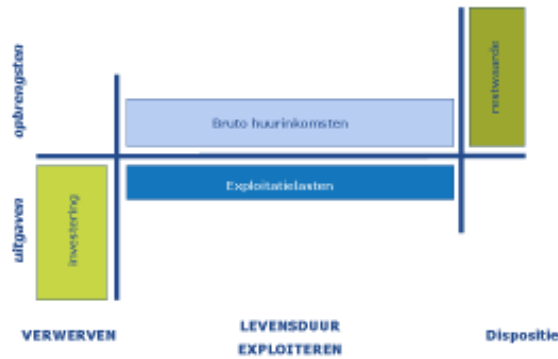 opbrengsten
restwaarde
Bruto huurinkomsten
Exploitatielasten
uitgaven
investering
VERWERVEN
LEVENSDUUR
EXPLOITEREN
Dispositie